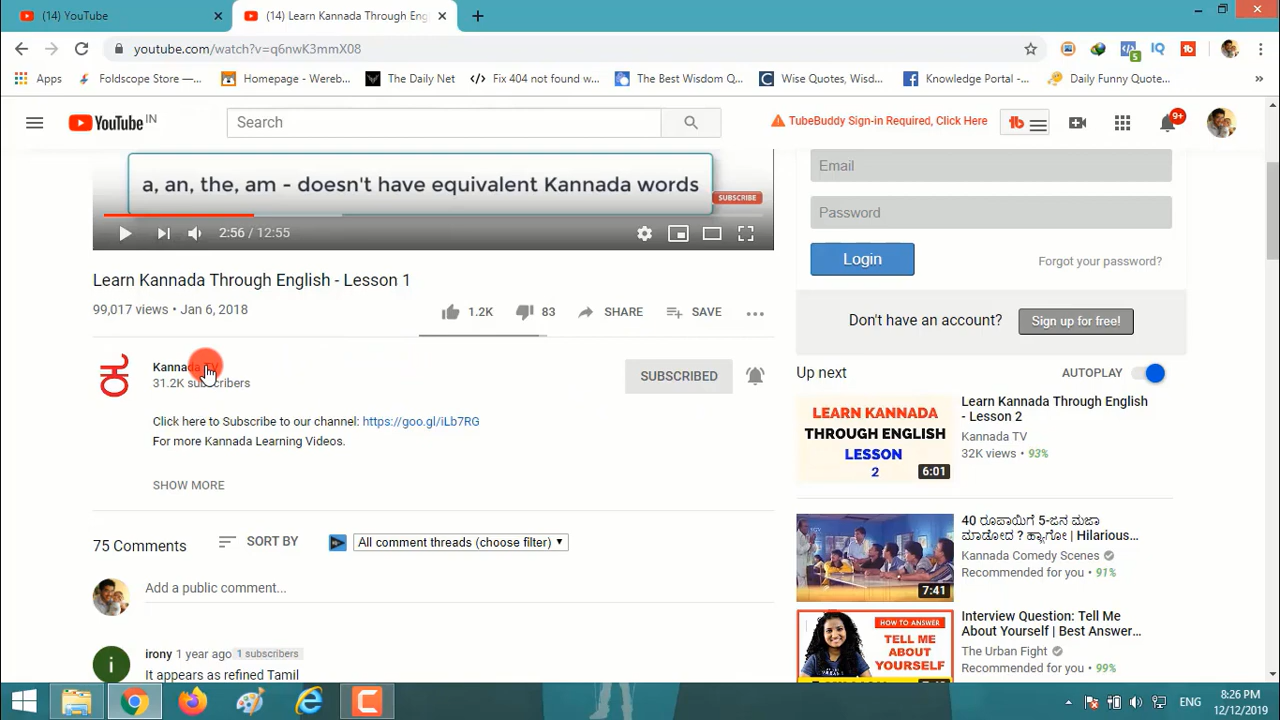 (14) YouTube
(14) Learn Kannada Through Eng
youtube.com/watch?v=q6nwK3mmX08
5
Apps
Foldscope Store —...
Homepage - Wereb...
The Daily Net
Fix 404 not found w...
The Best Wisdom Q...
Wise Quotes, Wisd...
Knowledge Portal -...
Daily Funny Quote...
YouTube IN
Search
TubeBuddy Sign-in Required, Click Here
9+
a, an, the, am - doesn't have equivalent Kannada words
SUBSCRIBE
2:56 / 12:55
Learn Kannada Through English - Lesson 1
99,017 views • Jan 6, 2018
1.2K
83
SHARE
SAVE
Kannada TV
31.2K subscribers
SUBSCRIBED
Click here to Subscribe to our channel: https://goo.gl/iLb7RG
For more Kannada Learning Videos.
SHOW MORE
75 Comments
SORT BY
All comment threads (choose filter)
Add a public comment...
i
irony 1 year ago 1 subscribers
It appears as refined Tamil
Email
Password
Login
Forgot your password?
Don't have an account?
Sign up for free!
Up next
AUTOPLAY
LEARN KANNADA
THROUGH ENGLISH
LESSON
2
6:01
Learn Kannada Through English
- Lesson 2
Kannada TV
32K views • 93%
7:41
40 ರೂಪಾಯಿಗೆ 5-ಜನ ಮಜಾ
ಮಾಡೋದ ? ಹ್ಯಾಗೋ | Hilarious...
Kannada Comedy Scenes
Recommended for you • 91%
HOW TO ANSWER
TELL ME
ABOUT
YOURSELF
Interview Question: Tell Me
About Yourself | Best Answer...
The Urban Fight
Recommended for you • 99%
ENG
8:26 PM
12/12/2019